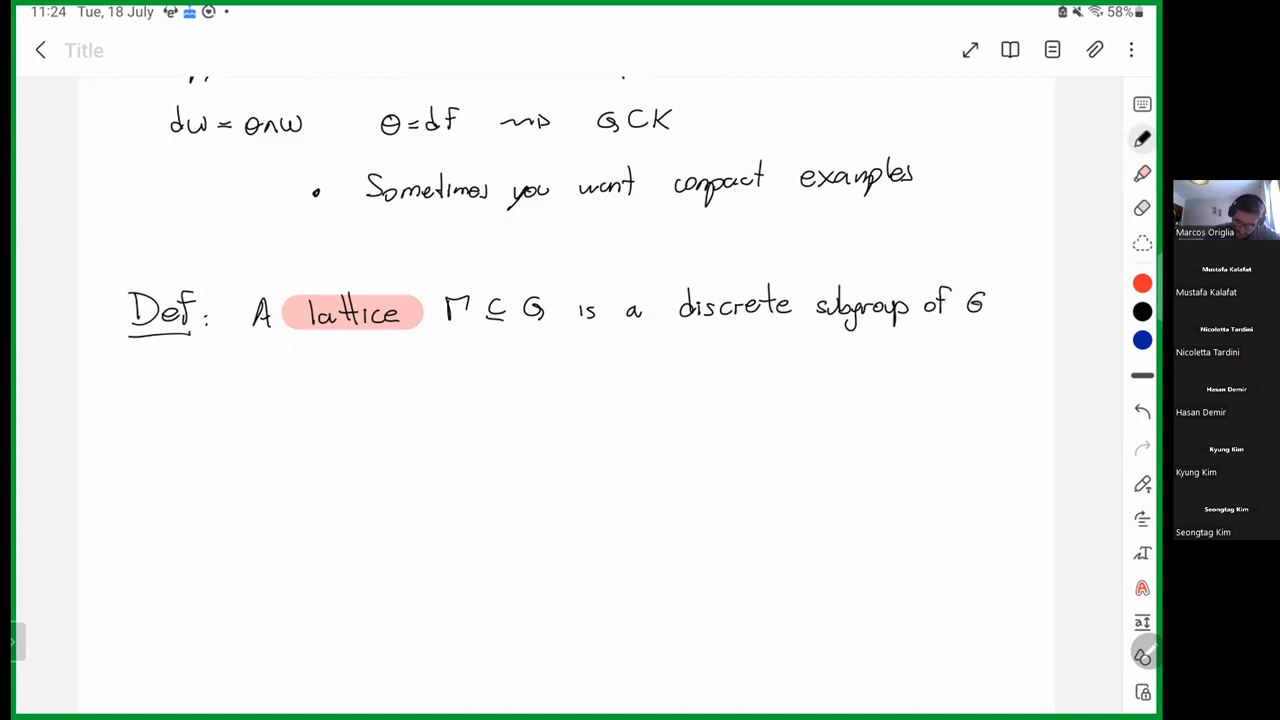 11:24 Tue, 18 July
58%
Title
dω = θ∧ω θ = df ⇝ GCK
• Sometimes you want compact examples
Def: A lattice Γ ⊆ G is a discrete subgroup of G
Marcos Origlia
Mustafa Kalafat
Mustafa Kalafat
Nicoletta Tardini
Nicoletta Tardini
Hasan Demir
Hasan Demir
Kyung Kim
Kyung Kim
Seongtag Kim
Seongtag Kim